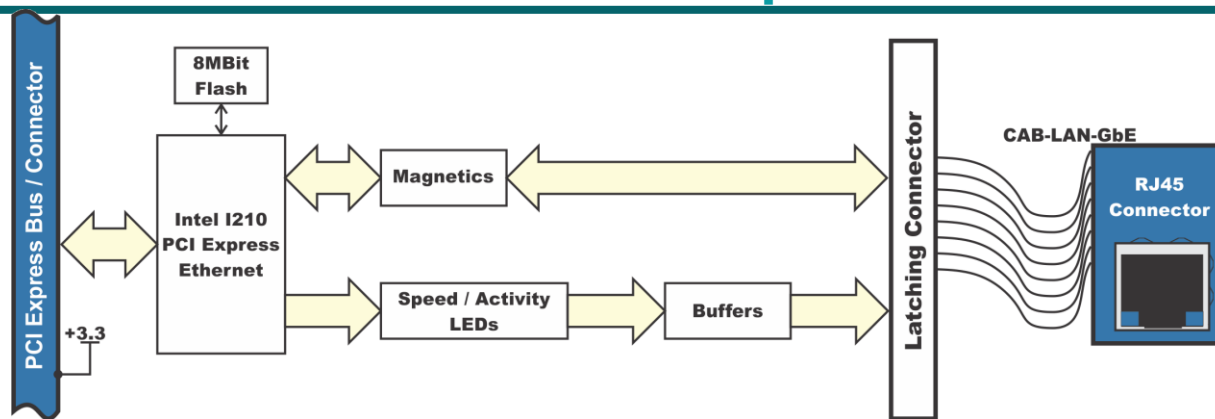 PCI Express Bus / Connector
+3.3
8MBit
Flash
Intel I210
PCI Express
Ethernet
Magnetics
Speed / Activity
LEDs
Buffers
Latching Connector
CAB-LAN-GbE
RJ45
Connector